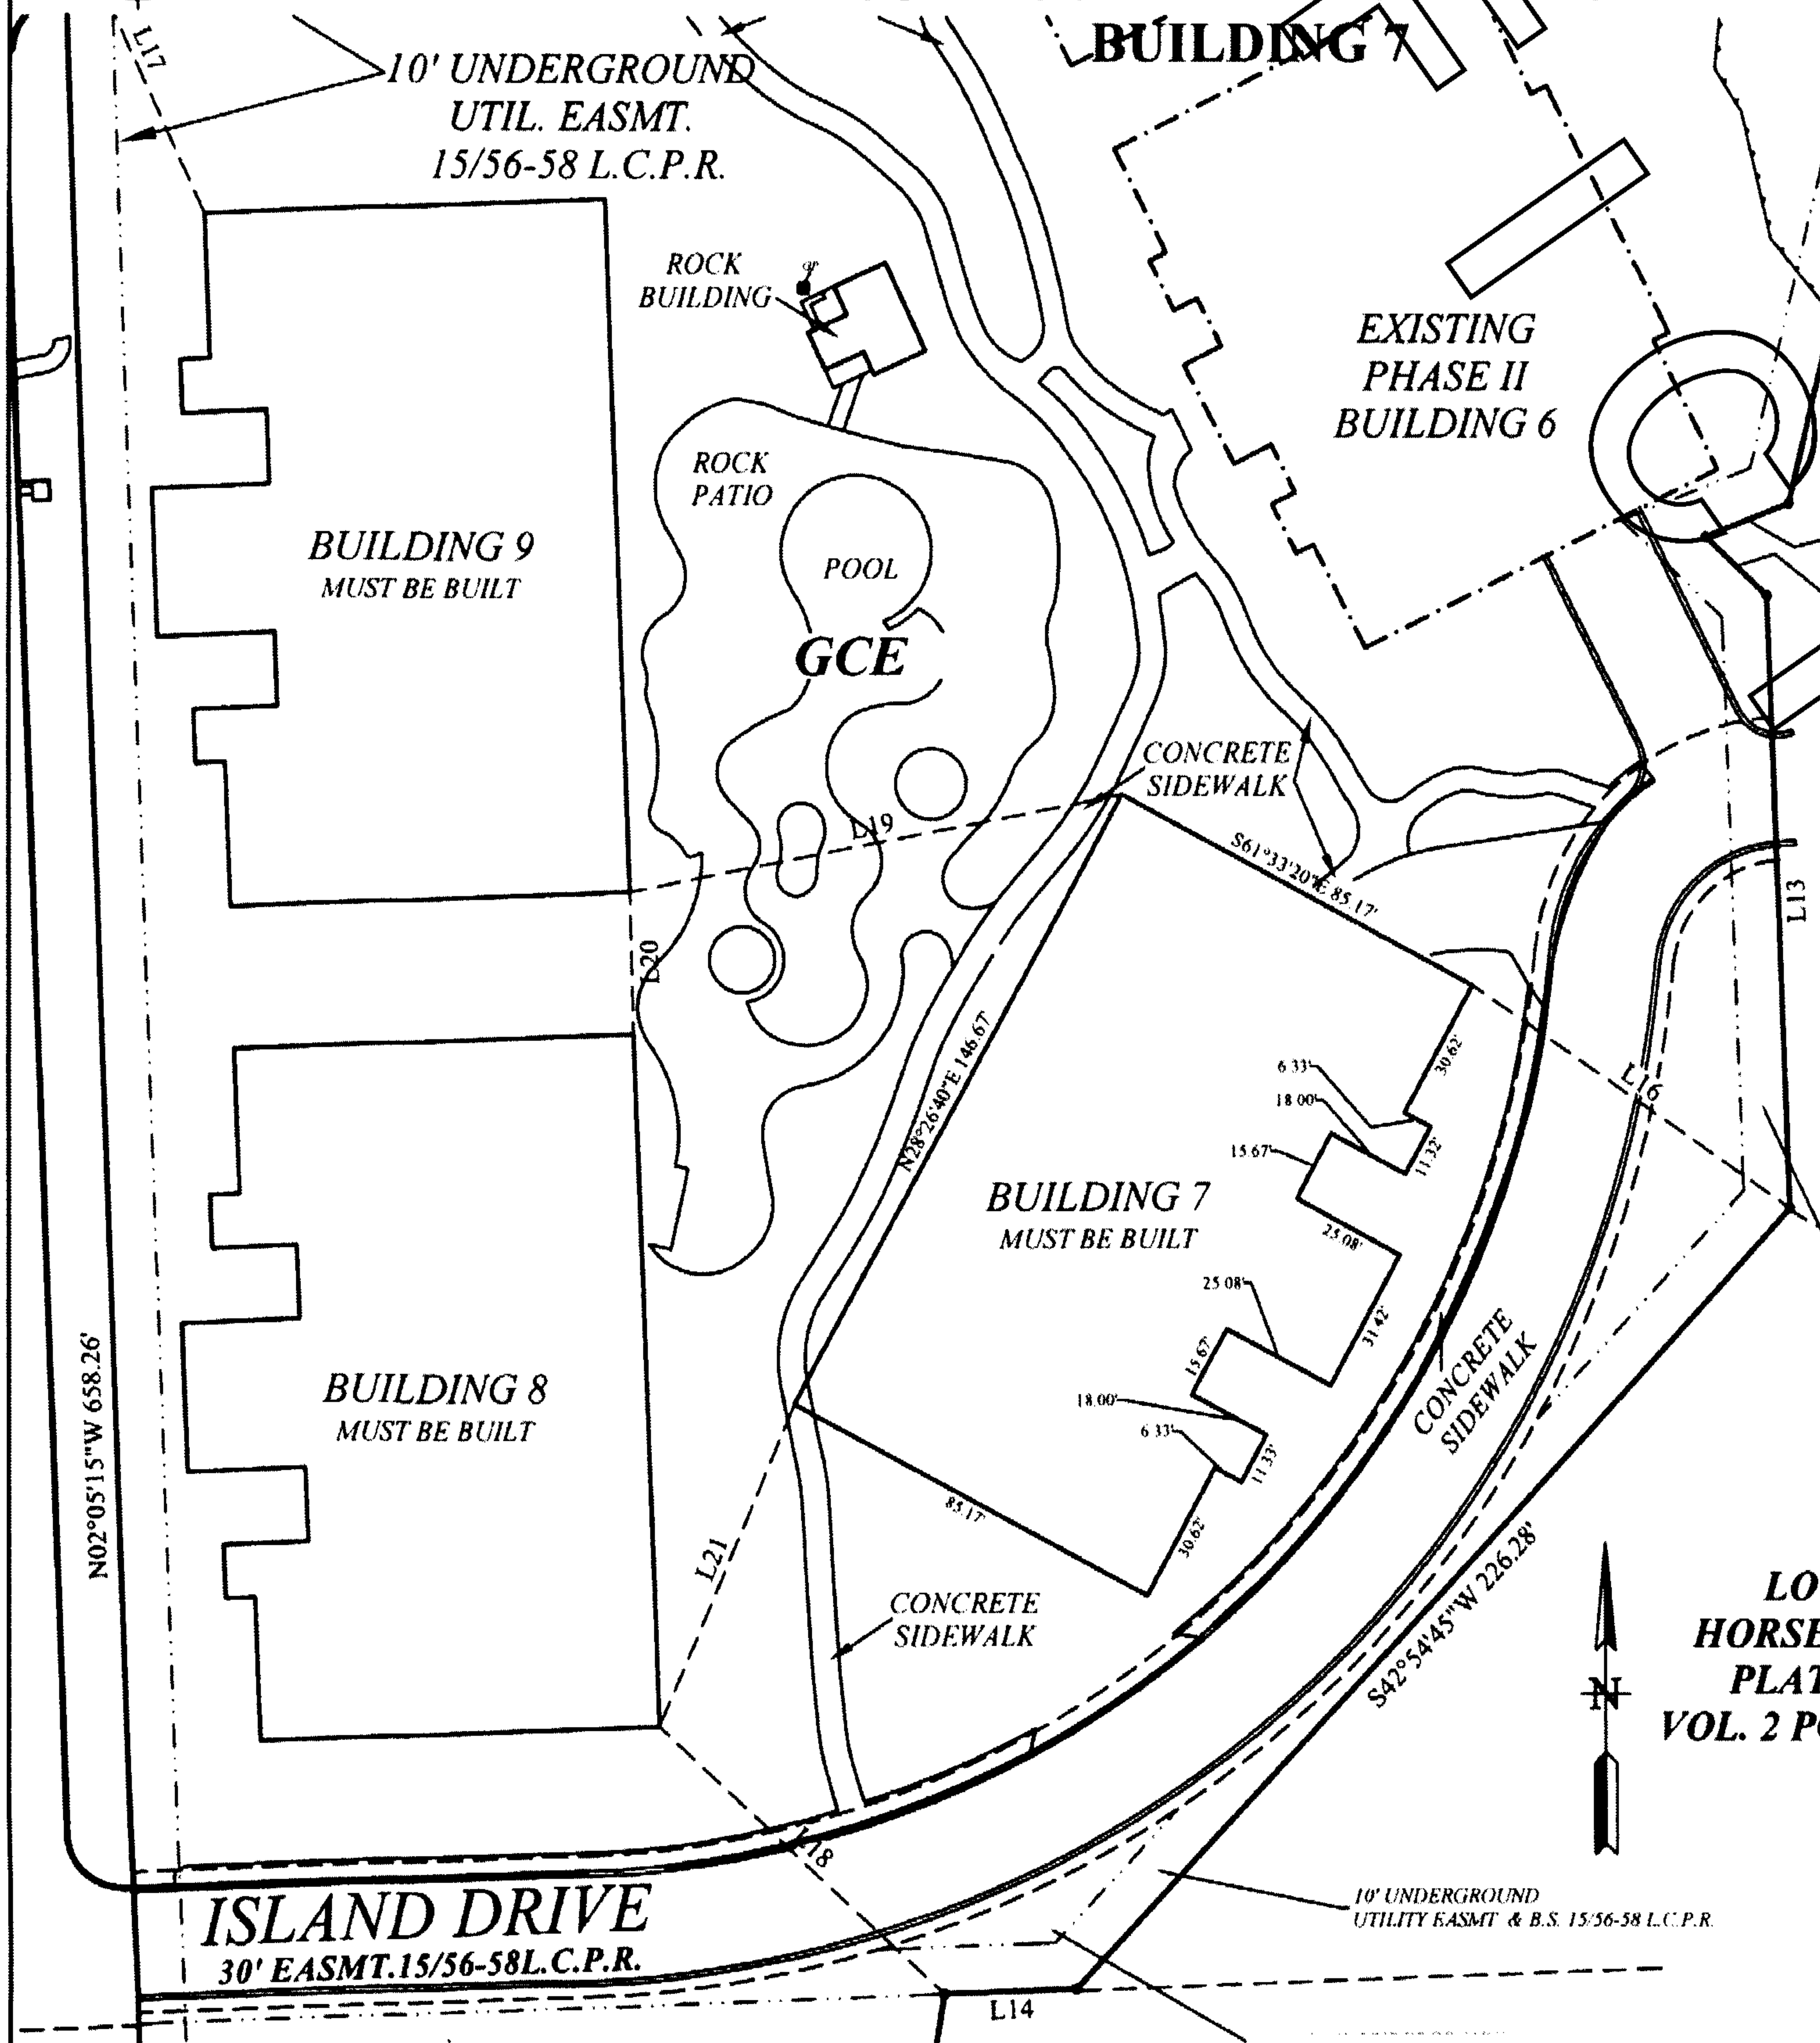 BUILDING 7
L17
10' UNDERGROUND
UTIL. EASMT.
15/56-58 L.C.P.R.
ROCK
BUILDING
EXISTING
PHASE II
BUILDING 6
ROCK
PATIO
BUILDING 9
MUST BE BUILT
POOL
GCE
CONCRETE
SIDEWALK
L19
S61°33'20"E 85.17'
L13
L20
N28°26'40"E 146.67'
30.62'
6.33'
18.00'
11.32'
15.67'
L16
BUILDING 7
MUST BE BUILT
25.08'
25.08'
31.42'
15.67'
CONCRETE
SIDEWALK
N02°05'15"W 658.26'
BUILDING 8
MUST BE BUILT
18.00'
6.33'
11.33'
85.17'
30.62'
L21
CONCRETE
SIDEWALK
S42°54'45"W 226.28'
N
LO
HORSE
PLAT
VOL. 2 P
L18
ISLAND DRIVE
30' EASMT.15/56-58L.C.P.R.
10' UNDERGROUND
UTILITY EASMT & B.S. 15/56-58 L.C.P.R.
L14